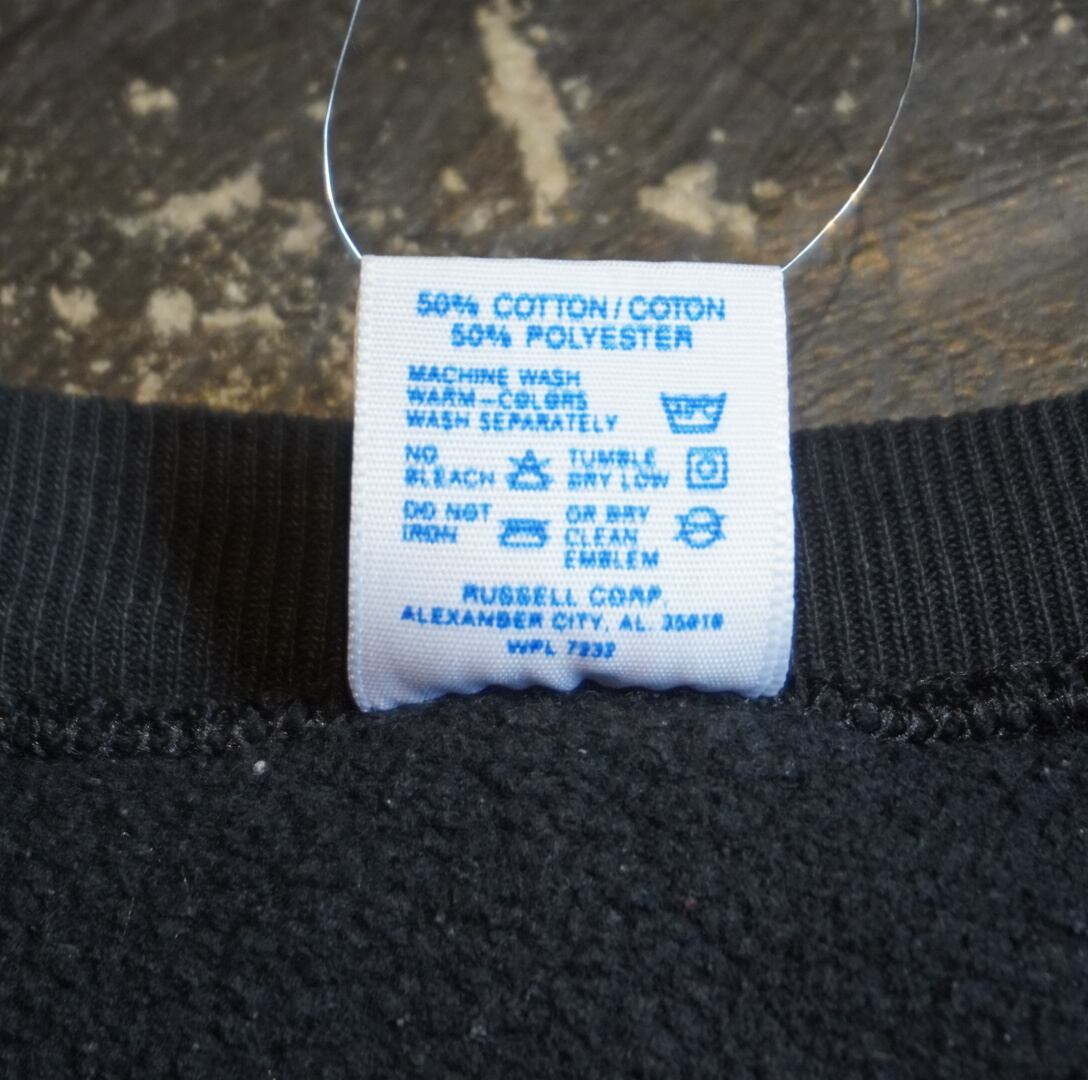 50% COTTON/COTON
50% POLYESTER
MACHINE WASH
WARM—COLORS
WASH SEPARATELY
NO
BLEACH
TUMBLE
DRY LOW
DO NOT
IRON
OR DRY
CLEAN
EMBLEM
RUSSELL CORP.
ALEXANDER CITY, AL. 35010
WPL 7232